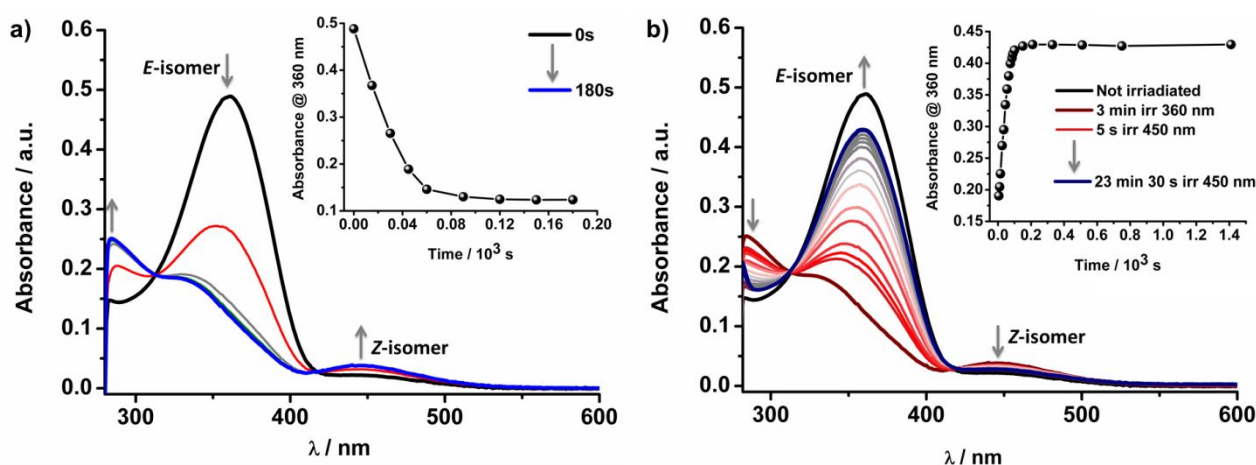 a)
Absorbance / a.u.
0.6
0.5
0.4
0.3
0.2
0.1
0.0
300
400
500
600
λ / nm
E-isomer
Z-isomer
Absorbance @ 360 nm
0.5
0.4
0.3
0.2
0.1
0.00
0.04
0.08
0.12
0.16
0.20
Time / 10³ s
0s
180s
b)
Absorbance / a.u.
0.6
0.5
0.4
0.3
0.2
0.1
0.0
300
400
500
600
λ / nm
E-isomer
Z-isomer
Absorbance @ 360 nm
0.45
0.40
0.35
0.30
0.25
0.20
0.15
0.0
0.2
0.4
0.6
0.8
1.0
1.2
1.4
Time / 10³ s
Not irriadiated
3 min irr 360 nm
5 s irr 450 nm
23 min 30 s irr 450 nm